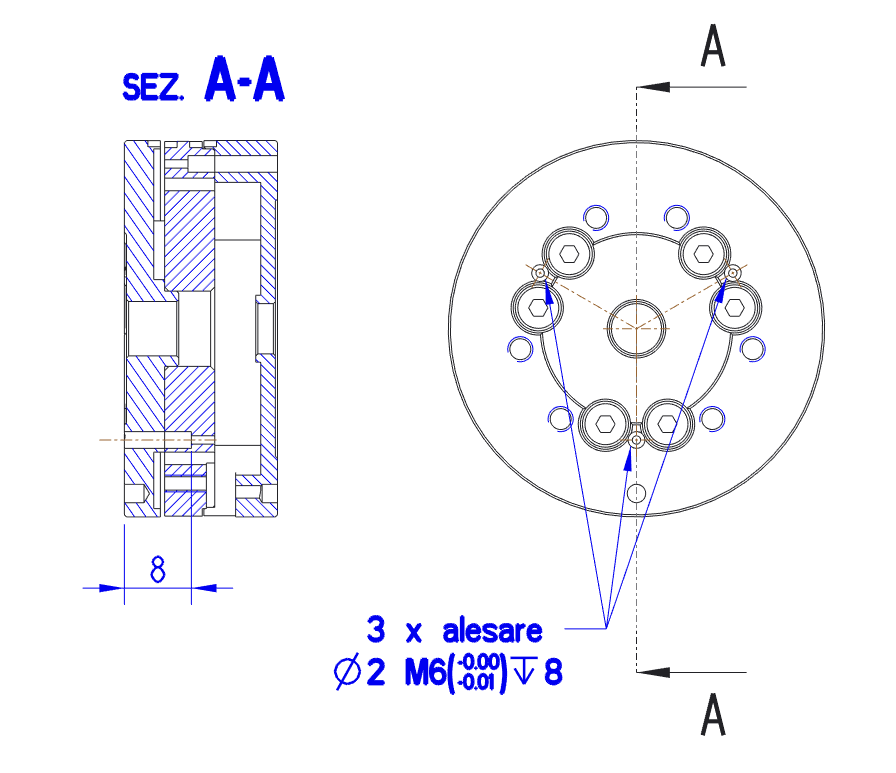 A
SEZ. A-A
8
3 x alesare
∅2 M6(-0.00 -0.01)↧8
A